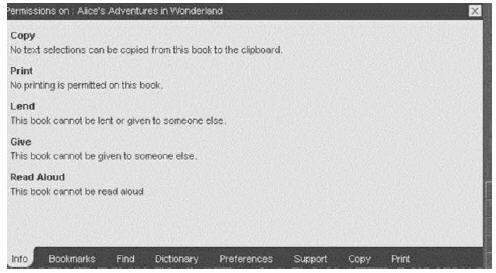 Permissions on : Alice's Adventures in Wonderland
Copy
No text selections can be copied from this book to the clipboard.
Print
No printing is permitted on this book.
Lend
This book cannot be lent or given to someone else.
Give
This book cannot be given to someone else.
Read Aloud
This book cannot be read aloud
Info Bookmarks Find Dictionary Preferences Support Copy Print